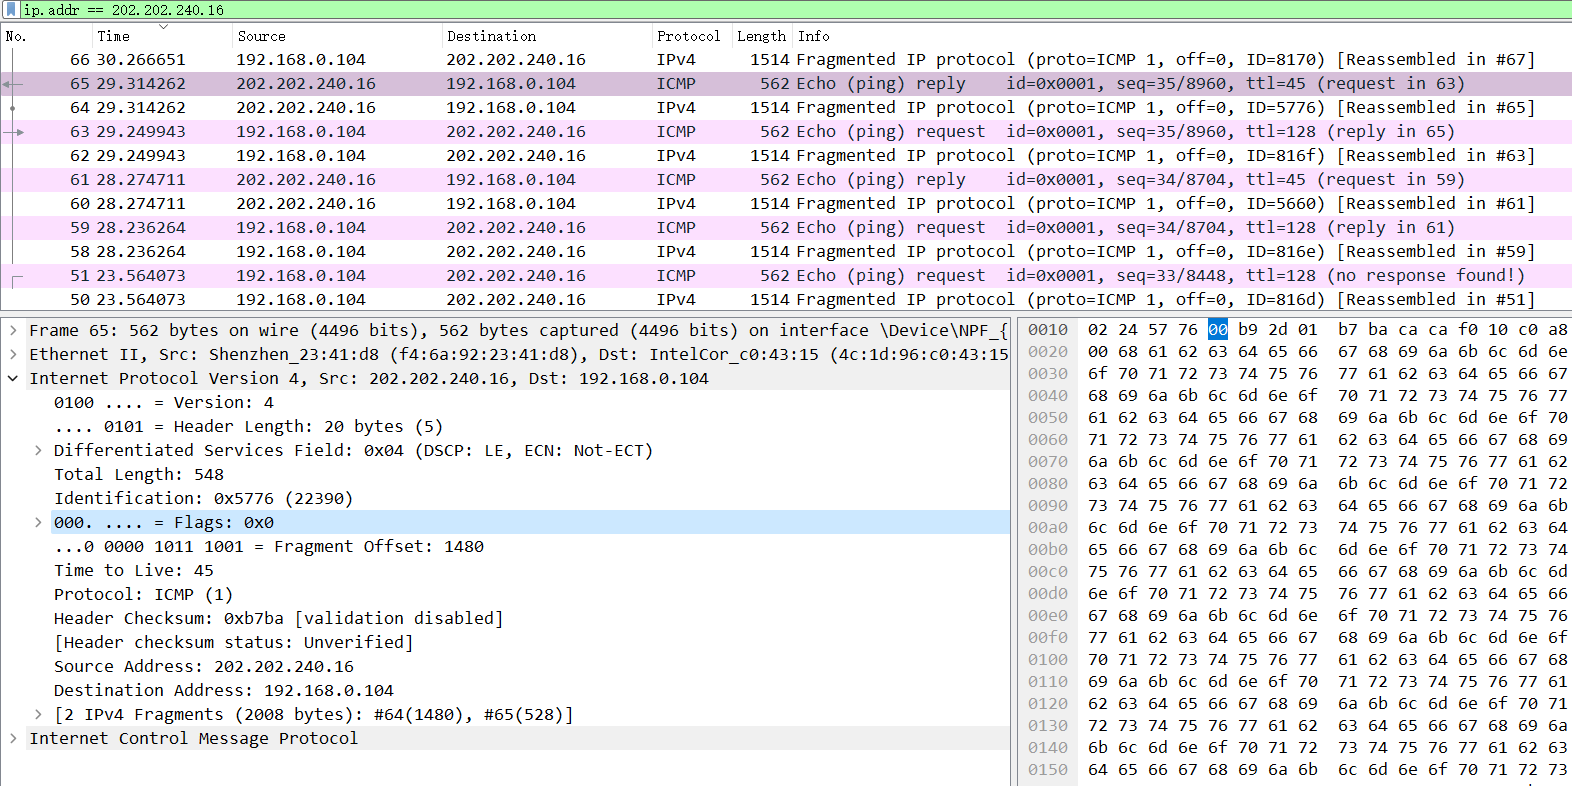 ip.addr == 202.202.240.16
No. Time Source Destination Protocol Length Info
66 30.266651 192.168.0.104 202.202.240.16 IPv4 1514 Fragmented IP protocol (proto=ICMP 1, off=0, ID=8170) [Reassembled in #67]
65 29.314262 202.202.240.16 192.168.0.104 ICMP 562 Echo (ping) reply id=0x0001, seq=35/8960, ttl=45 (request in 63)
64 29.314262 202.202.240.16 192.168.0.104 IPv4 1514 Fragmented IP protocol (proto=ICMP 1, off=0, ID=5776) [Reassembled in #65]
63 29.249943 192.168.0.104 202.202.240.16 ICMP 562 Echo (ping) request id=0x0001, seq=35/8960, ttl=128 (reply in 65)
62 29.249943 192.168.0.104 202.202.240.16 IPv4 1514 Fragmented IP protocol (proto=ICMP 1, off=0, ID=816f) [Reassembled in #63]
61 28.274711 202.202.240.16 192.168.0.104 ICMP 562 Echo (ping) reply id=0x0001, seq=34/8704, ttl=45 (request in 59)
60 28.274711 202.202.240.16 192.168.0.104 IPv4 1514 Fragmented IP protocol (proto=ICMP 1, off=0, ID=5660) [Reassembled in #61]
59 28.236264 192.168.0.104 202.202.240.16 ICMP 562 Echo (ping) request id=0x0001, seq=34/8704, ttl=128 (reply in 61)
58 28.236264 192.168.0.104 202.202.240.16 IPv4 1514 Fragmented IP protocol (proto=ICMP 1, off=0, ID=816e) [Reassembled in #59]
51 23.564073 192.168.0.104 202.202.240.16 ICMP 562 Echo (ping) request id=0x0001, seq=33/8448, ttl=128 (no response found!)
50 23.564073 192.168.0.104 202.202.240.16 IPv4 1514 Fragmented IP protocol (proto=ICMP 1, off=0, ID=816d) [Reassembled in #51]
Frame 65: 562 bytes on wire (4496 bits), 562 bytes captured (4496 bits) on interface \Device\NPF_{
Ethernet II, Src: Shenzhen_23:41:d8 (f4:6a:92:23:41:d8), Dst: IntelCor_c0:43:15 (4c:1d:96:c0:43:15
Internet Protocol Version 4, Src: 202.202.240.16, Dst: 192.168.0.104
0100 .... = Version: 4
.... 0101 = Header Length: 20 bytes (5)
Differentiated Services Field: 0x04 (DSCP: LE, ECN: Not-ECT)
Total Length: 548
Identification: 0x5776 (22390)
000. .... = Flags: 0x0
...0 0000 1011 1001 = Fragment Offset: 1480
Time to Live: 45
Protocol: ICMP (1)
Header Checksum: 0xb7ba [validation disabled]
[Header checksum status: Unverified]
Source Address: 202.202.240.16
Destination Address: 192.168.0.104
[2 IPv4 Fragments (2008 bytes): #64(1480), #65(528)]
Internet Control Message Protocol
0010 02 24 57 76 00 b9 2d 01 b7 ba ca ca f0 10 c0 a8
0020 00 68 61 62 63 64 65 66 67 68 69 6a 6b 6c 6d 6e
0030 6f 70 71 72 73 74 75 76 77 61 62 63 64 65 66 67
0040 68 69 6a 6b 6c 6d 6e 6f 70 71 72 73 74 75 76 77
0050 61 62 63 64 65 66 67 68 69 6a 6b 6c 6d 6e 6f 70
0060 71 72 73 74 75 76 77 61 62 63 64 65 66 67 68 69
0070 6a 6b 6c 6d 6e 6f 70 71 72 73 74 75 76 77 61 62
0080 63 64 65 66 67 68 69 6a 6b 6c 6d 6e 6f 70 71 72
0090 73 74 75 76 77 61 62 63 64 65 66 67 68 69 6a 6b
00a0 6c 6d 6e 6f 70 71 72 73 74 75 76 77 61 62 63 64
00b0 65 66 67 68 69 6a 6b 6c 6d 6e 6f 70 71 72 73 74
00c0 75 76 77 61 62 63 64 65 66 67 68 69 6a 6b 6c 6d
00d0 6e 6f 70 71 72 73 74 75 76 77 61 62 63 64 65 66
00e0 67 68 69 6a 6b 6c 6d 6e 6f 70 71 72 73 74 75 76
00f0 77 61 62 63 64 65 66 67 68 69 6a 6b 6c 6d 6e 6f
0100 70 71 72 73 74 75 76 77 61 62 63 64 65 66 67 68
0110 69 6a 6b 6c 6d 6e 6f 70 71 72 73 74 75 76 77 61
0120 62 63 64 65 66 67 68 69 6a 6b 6c 6d 6e 6f 70 71
0130 72 73 74 75 76 77 61 62 63 64 65 66 67 68 69 6a
0140 6b 6c 6d 6e 6f 70 71 72 73 74 75 76 77 61 62 63
0150 64 65 66 67 68 69 6a 6b 6c 6d 6e 6f 70 71 72 73